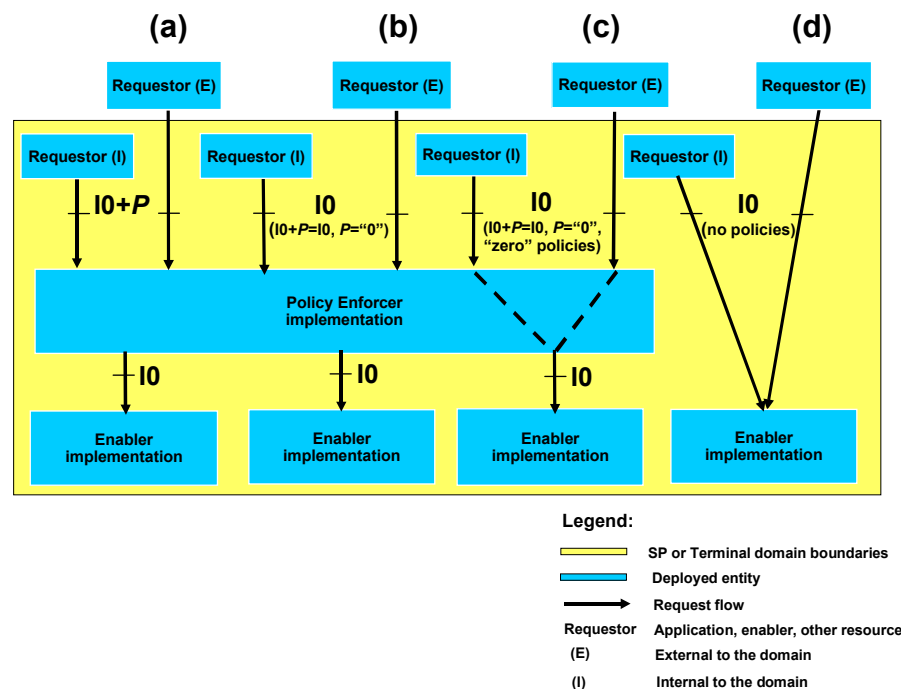 (a) (b) (c) (d)
Requestor (E) Requestor (E) Requestor (E) Requestor (E)
Requestor (I) Requestor (I) Requestor (I) Requestor (I)
I0+P
I0
(I0+P=I0, P=“0”)
I0
(I0+P=I0, P=“0”,
“zero” policies)
I0
(no policies)
Policy Enforcer
implementation
I0 I0 I0
Enabler
implementation
Enabler
implementation
Enabler
implementation
Enabler
implementation
Legend:
SP or Terminal domain boundaries
Deployed entity
Request flow
Requestor Application, enabler, other resource
(E) External to the domain
(I) Internal to the domain